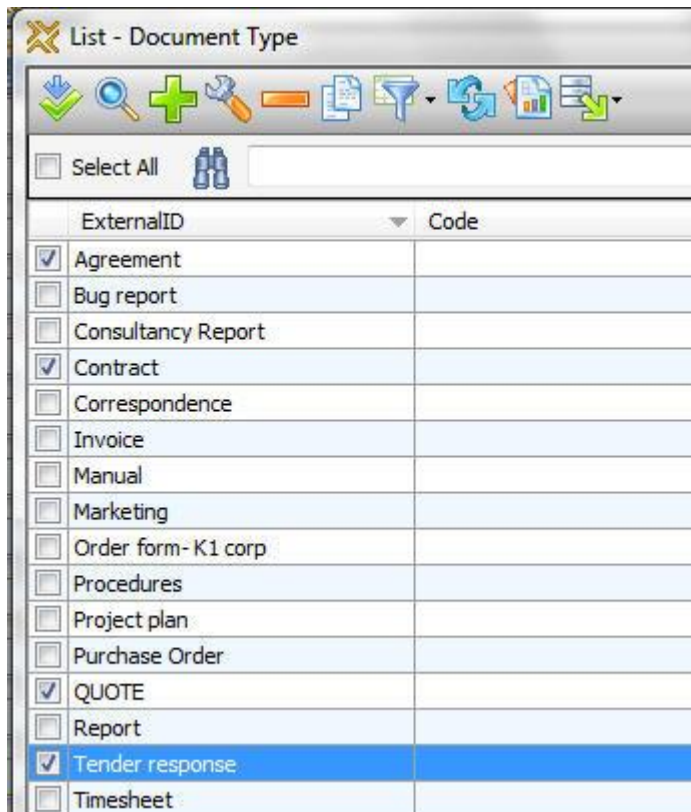 List - Document Type
Select All
ExternalID Code
Agreement
Bug report
Consultancy Report
Contract
Correspondence
Invoice
Manual
Marketing
Order form- K1 corp
Procedures
Project plan
Purchase Order
QUOTE
Report
Tender response
Timesheet